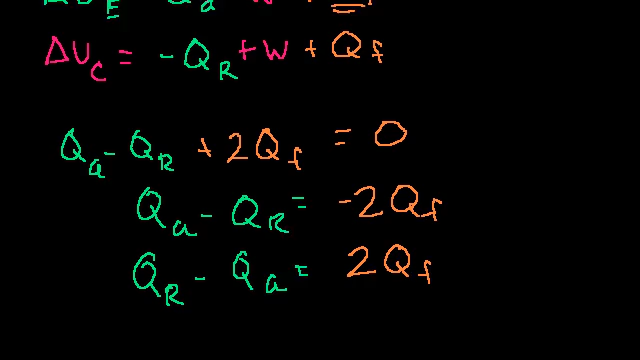 ΔU_C = -Q_R + W + Q_f
Q_a - Q_R + 2Q_f = 0
Q_a - Q_R = -2Q_f
Q_R - Q_a = 2Q_f